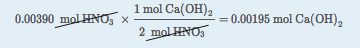 0.00390 mol HNO₃ × 1 mol Ca(OH)₂ / 2 mol HNO₃ = 0.00195 mol Ca(OH)₂